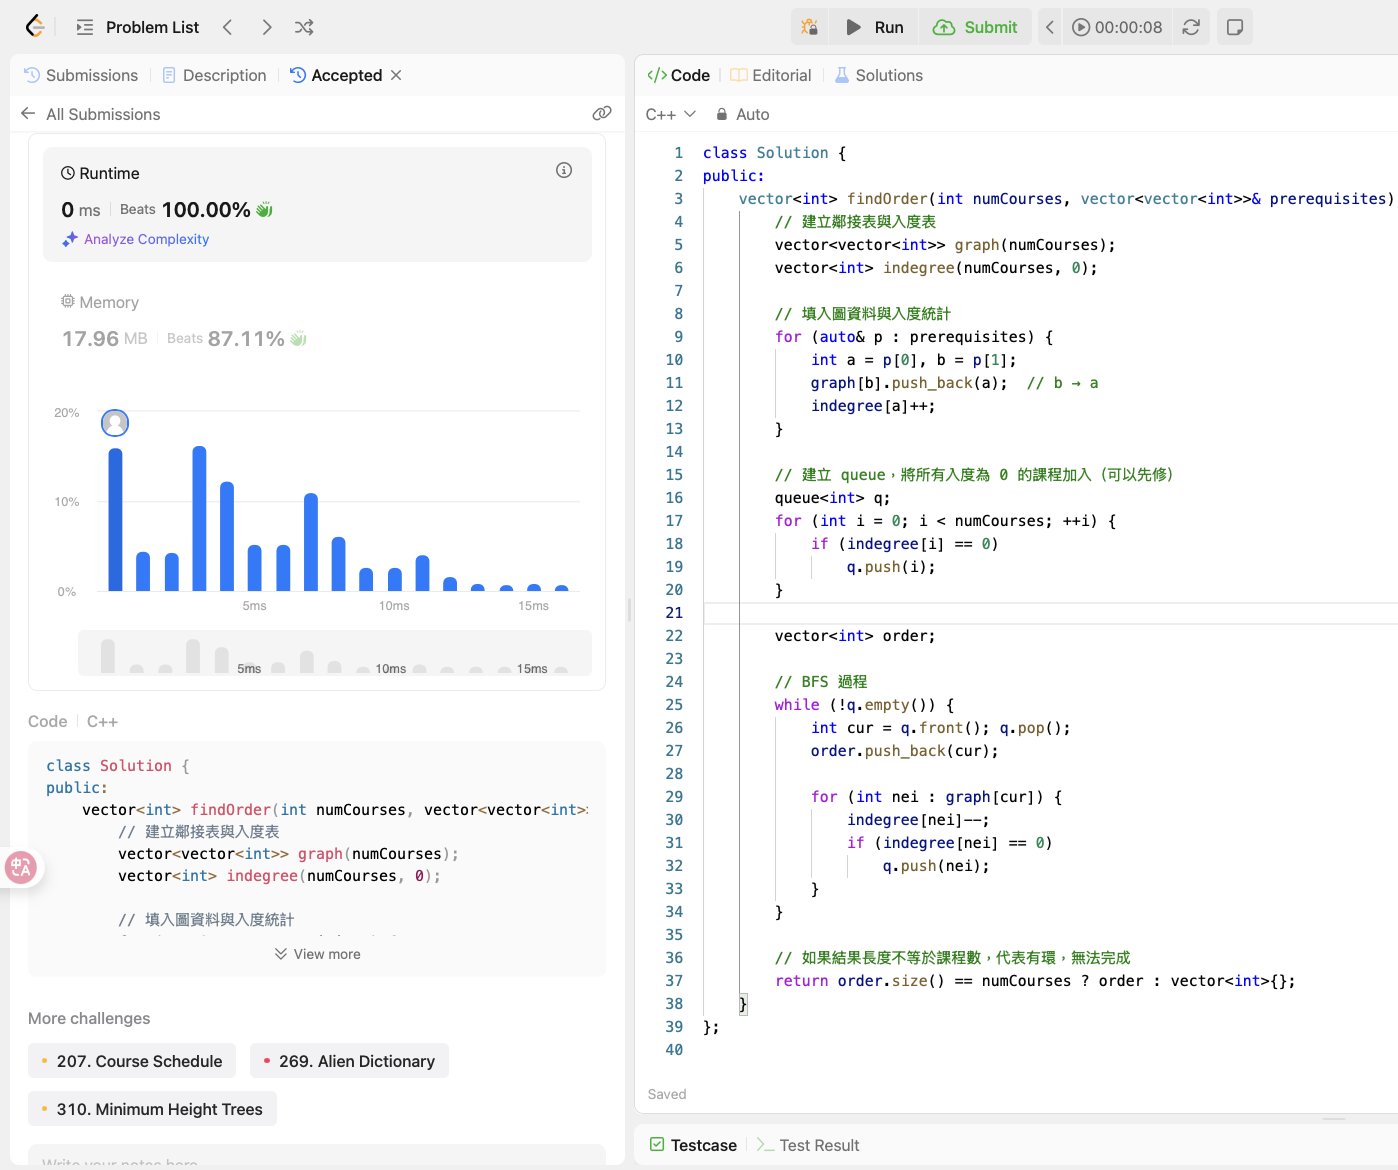 Problem List
Run
Submit
00:00:08
Submissions
Description
Accepted
All Submissions
Runtime
0 ms
Beats 100.00%
Analyze Complexity
Memory
17.96 MB
Beats 87.11%
20%
10%
0%
5ms
10ms
15ms
5ms
10ms
15ms
Code
C++
class Solution {
public:
    vector<int> findOrder(int numCourses, vector<vector<int>>
        // 建立鄰接表與入度表
        vector<vector<int>> graph(numCourses);
        vector<int> indegree(numCourses, 0);
        // 填入圖資料與入度統計
View more
More challenges
207. Course Schedule
269. Alien Dictionary
310. Minimum Height Trees
Write your notes here
</> Code
Editorial
Solutions
C++
Auto
1 class Solution {
2 public:
3     vector<int> findOrder(int numCourses, vector<vector<int>>& prerequisites)
4         // 建立鄰接表與入度表
5         vector<vector<int>> graph(numCourses);
6         vector<int> indegree(numCourses, 0);
7
8         // 填入圖資料與入度統計
9         for (auto& p : prerequisites) {
10             int a = p[0], b = p[1];
11             graph[b].push_back(a);  // b → a
12             indegree[a]++;
13         }
14
15         // 建立 queue，將所有入度為 0 的課程加入（可以先修）
16         queue<int> q;
17         for (int i = 0; i < numCourses; ++i) {
18             if (indegree[i] == 0)
19                 q.push(i);
20         }
21
22         vector<int> order;
23
24         // BFS 過程
25         while (!q.empty()) {
26             int cur = q.front(); q.pop();
27             order.push_back(cur);
28
29             for (int nei : graph[cur]) {
30                 indegree[nei]--;
31                 if (indegree[nei] == 0)
32                     q.push(nei);
33             }
34         }
35
36         // 如果結果長度不等於課程數，代表有環，無法完成
37         return order.size() == numCourses ? order : vector<int>{};
38     }
39 };
40
Saved
Testcase
Test Result